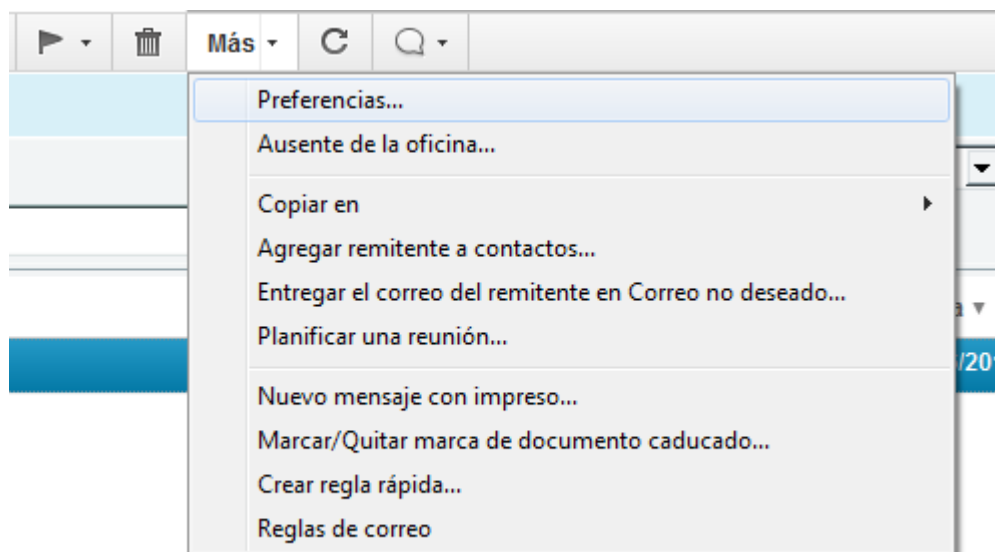 Más
Preferencias...
Ausente de la oficina...
Copiar en
Agregar remitente a contactos...
Entregar el correo del remitente en Correo no deseado...
Planificar una reunión...
Nuevo mensaje con impreso...
Marcar/Quitar marca de documento caducado...
Crear regla rápida...
Reglas de correo